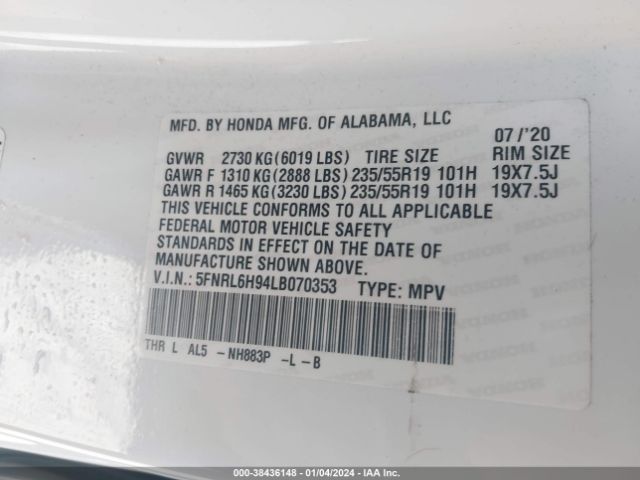 MFD. BY HONDA MFG. OF ALABAMA, LLC
07 /'20
GVWR 2730 KG (6019 LBS) TIRE SIZE RIM SIZE
GAWR F 1310 KG (2888 LBS) 235/55R19 101H 19X7.5J
GAWR R 1465 KG (3230 LBS) 235/55R19 101H 19X7.5J
THIS VEHICLE CONFORMS TO ALL APPLICABLE
FEDERAL MOTOR VEHICLE SAFETY
STANDARDS IN EFFECT ON THE DATE OF
MANUFACTURE SHOWN ABOVE.
V.I.N.: 5FNRL6H94LB070353 TYPE: MPV
THR L AL5 -NH883P -L-B
000-38436148 - 01/04/2024 - IAA Inc.